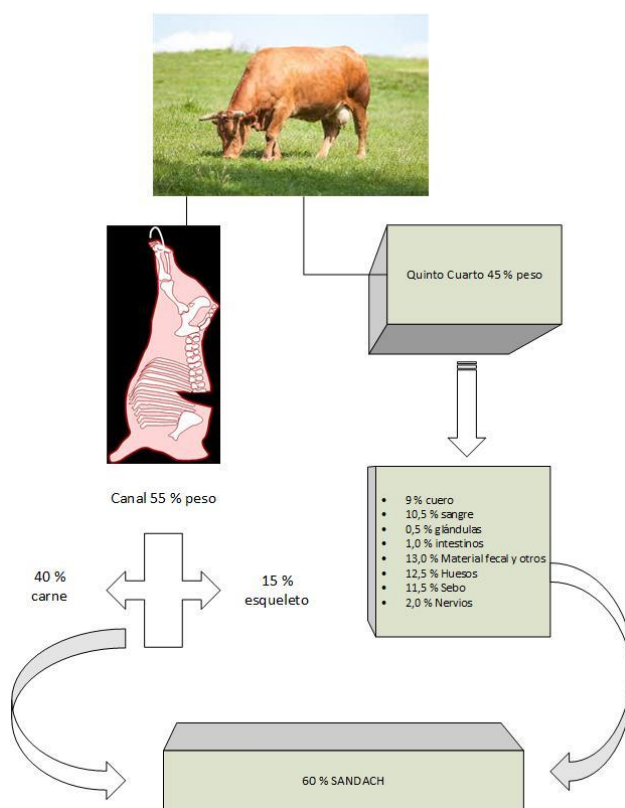 Quinto Cuarto 45 % peso
Canal 55 % peso
40 %
carne
15 %
esqueleto
• 9 % cuero
• 10,5 % sangre
• 0,5 % glándulas
• 1,0 % intestinos
• 13,0 % Material fecal y otros
• 12,5 % Huesos
• 11,5 % Sebo
• 2,0 % Nervios
60 % SANDACH